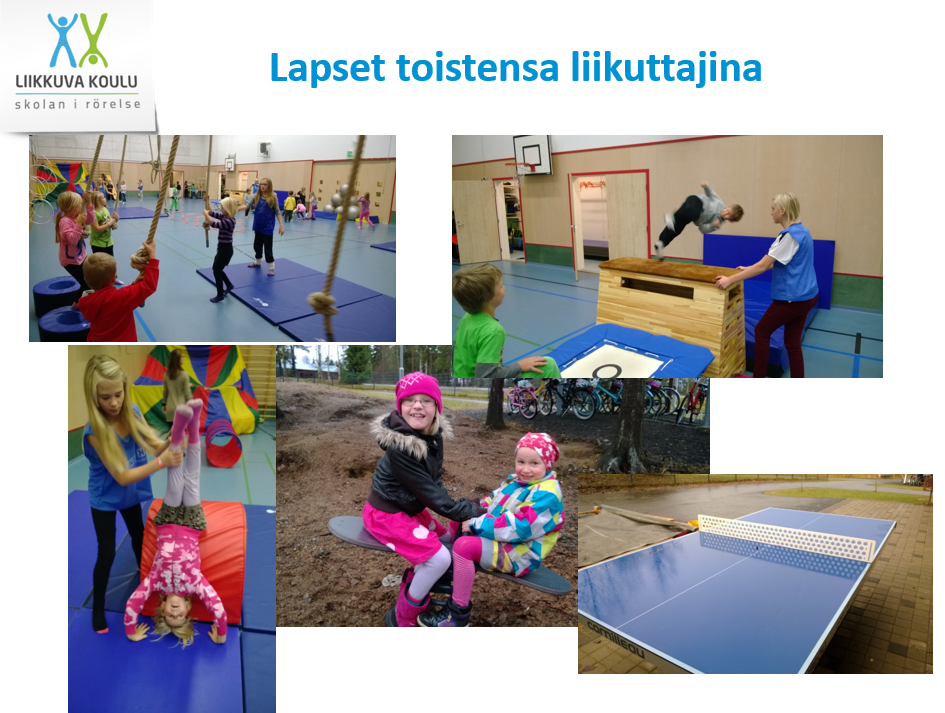 LIIKKUVA KOULU
skolan i rörelse
Lapset toistensa liikuttajina
cornilleau